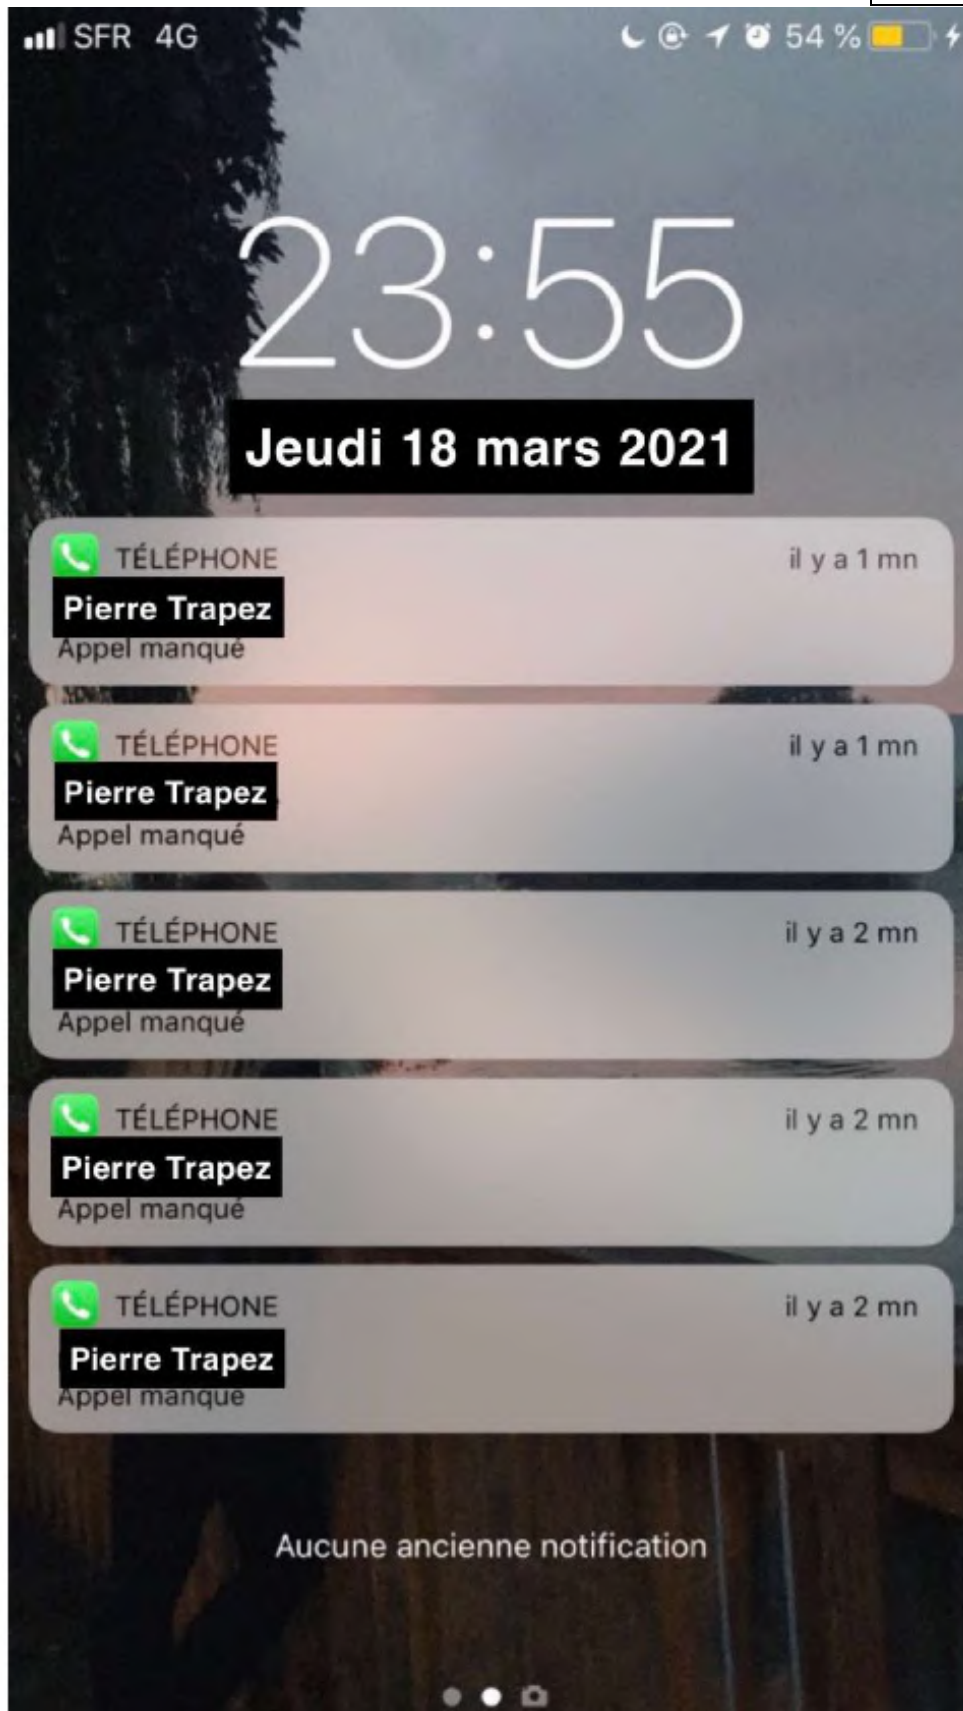 SFR 4G 54 %
23:55
Jeudi 18 mars 2021
TÉLÉPHONE il y a 1 mn
Pierre Trapez
Appel manqué
TÉLÉPHONE il y a 1 mn
Pierre Trapez
Appel manqué
TÉLÉPHONE il y a 2 mn
Pierre Trapez
Appel manqué
TÉLÉPHONE il y a 2 mn
Pierre Trapez
Appel manqué
TÉLÉPHONE il y a 2 mn
Pierre Trapez
Appel manqué
Aucune ancienne notification